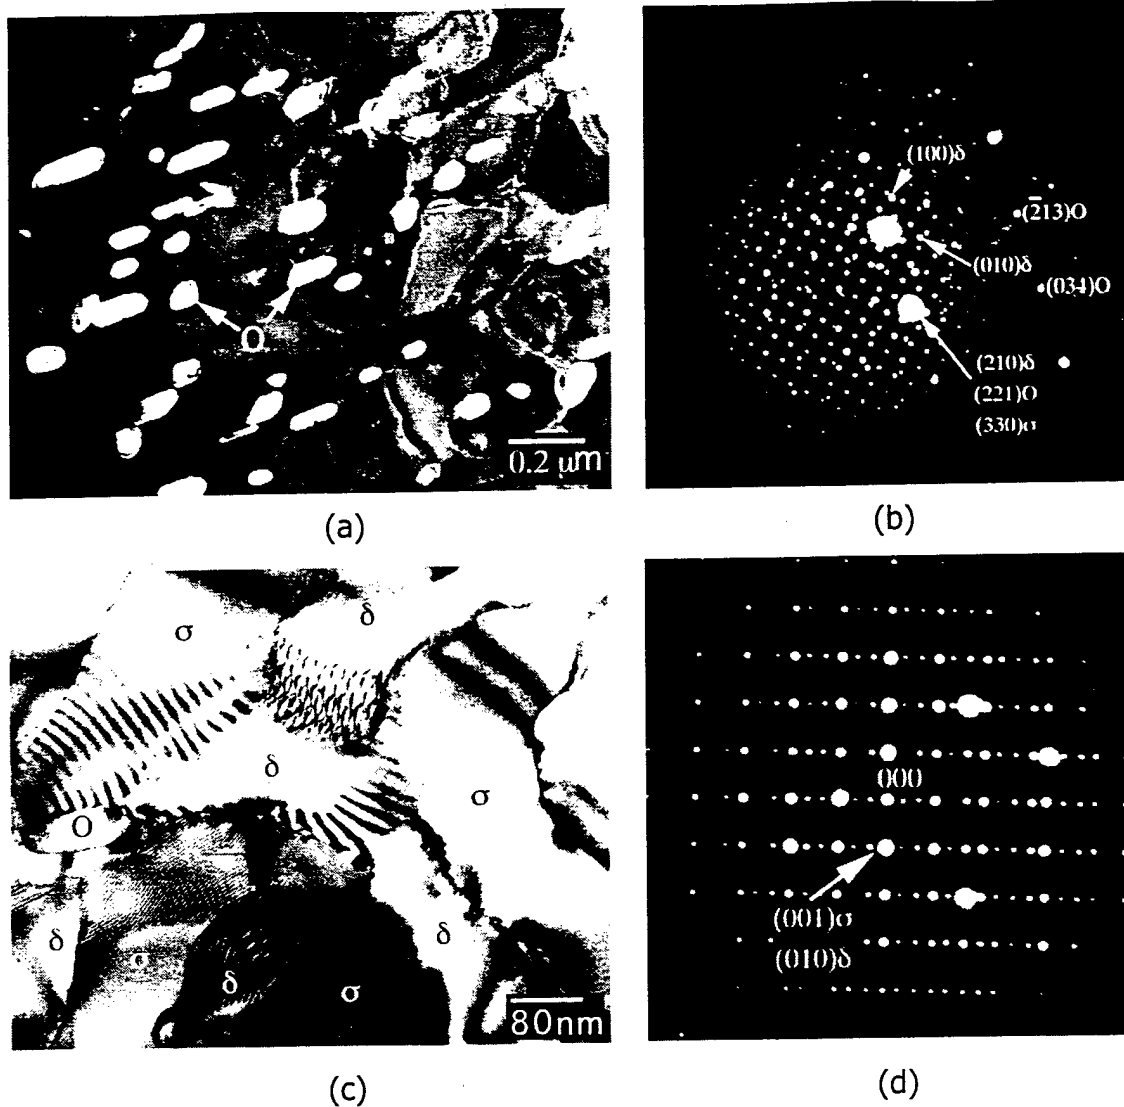 O
0.2 μm
(a)
(100)δ
(2̄13)O
(010)δ
(034)O
(210)δ
(221)O
(330)σ
(b)
δ
σ
δ
σ
O
δ
δ
σ
δ
σ
80nm
(c)
000
(001)σ
(010)δ
(d)